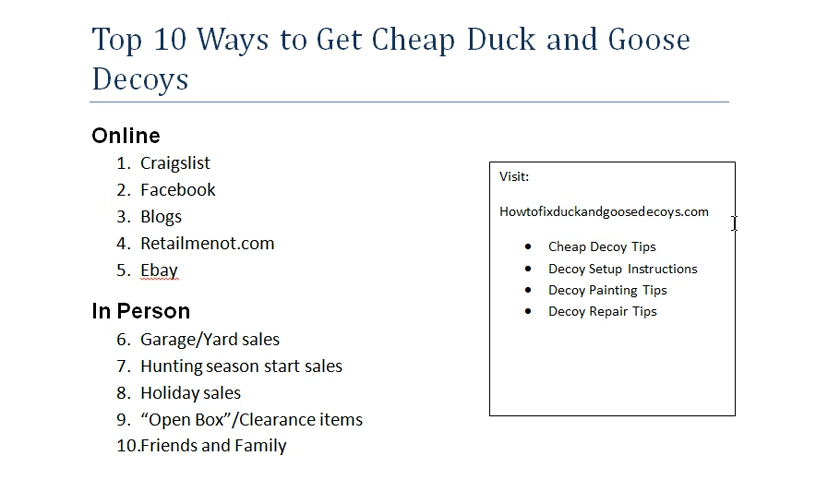 Top 10 Ways to Get Cheap Duck and Goose
Decoys
Online
1. Craigslist
2. Facebook
3. Blogs
4. Retailmenot.com
5. Ebay
In Person
6. Garage/Yard sales
7. Hunting season start sales
8. Holiday sales
9. “Open Box”/Clearance items
10.Friends and Family
Visit:
Howtofixduckandgoosedecoys.com
• Cheap Decoy Tips
• Decoy Setup Instructions
• Decoy Painting Tips
• Decoy Repair Tips